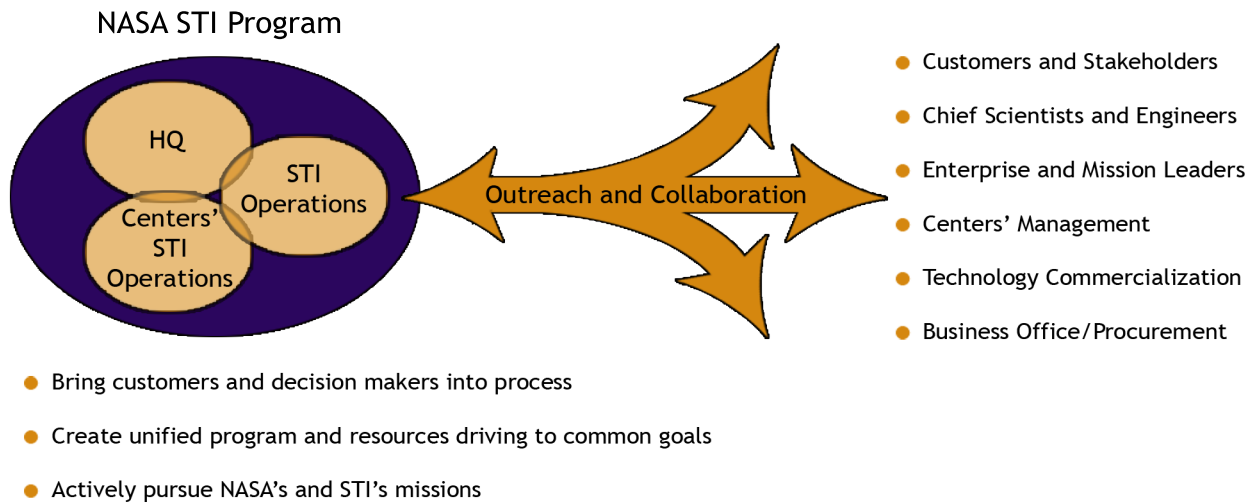 NASA STI Program
HQ
STI
Operations
Centers’
STI
Operations
Outreach and Collaboration
Customers and Stakeholders
Chief Scientists and Engineers
Enterprise and Mission Leaders
Centers’ Management
Technology Commercialization
Business Office/Procurement
Bring customers and decision makers into process
Create unified program and resources driving to common goals
Actively pursue NASA’s and STI’s missions